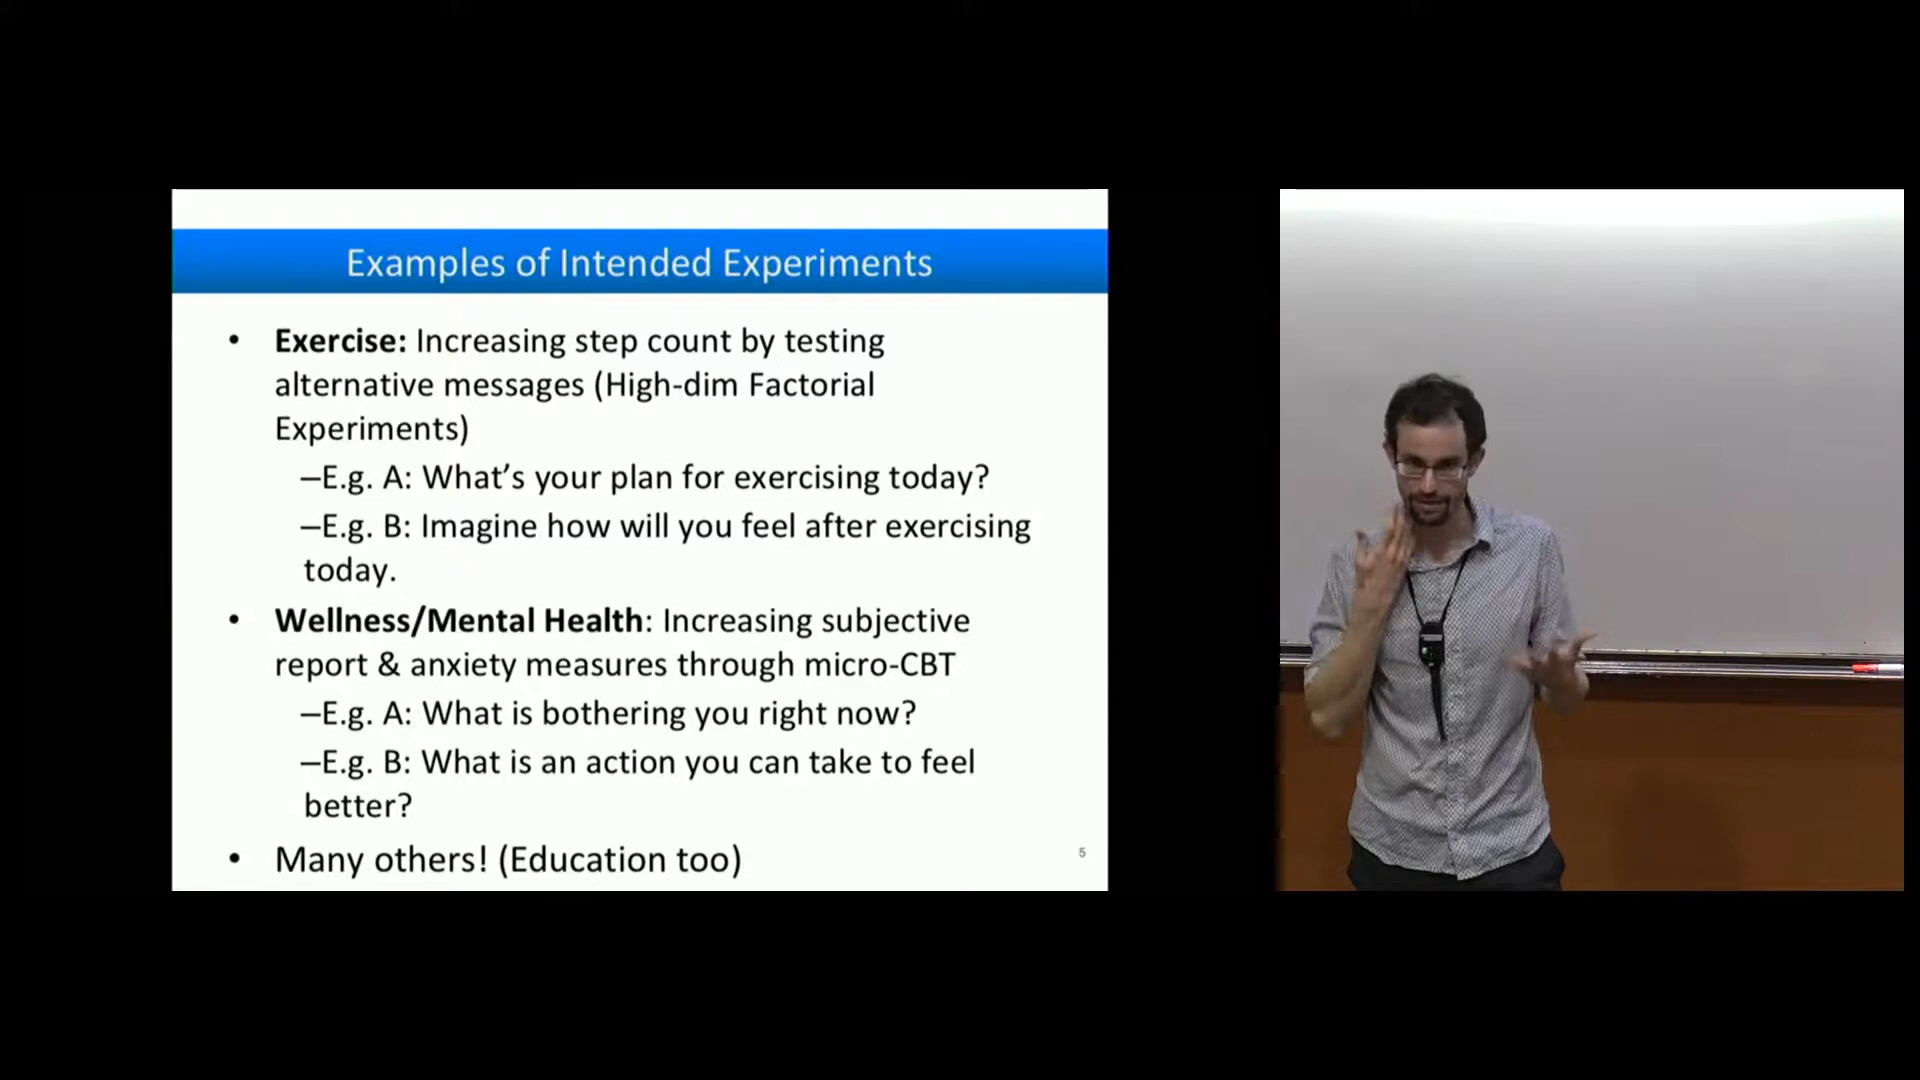 Examples of Intended Experiments
• Exercise: Increasing step count by testing
alternative messages (High-dim Factorial
Experiments)
–E.g. A: What’s your plan for exercising today?
–E.g. B: Imagine how will you feel after exercising
today.
• Wellness/Mental Health: Increasing subjective
report & anxiety measures through micro-CBT
–E.g. A: What is bothering you right now?
–E.g. B: What is an action you can take to feel
better?
• Many others! (Education too)
5